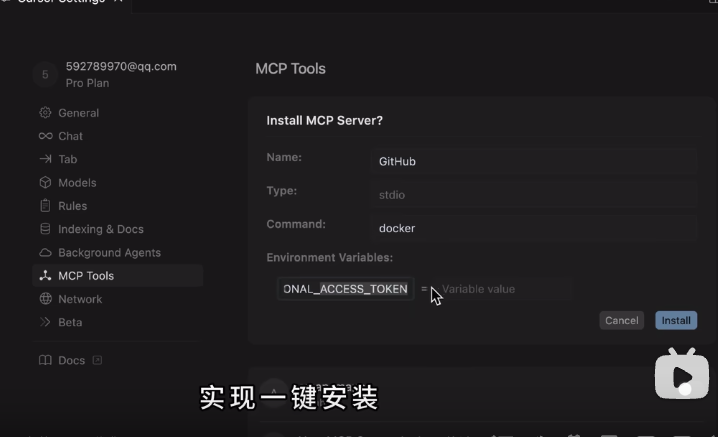 Cursor Settings
5
592789970@qq.com
Pro Plan
General
Chat
Tab
Models
Rules
Indexing & Docs
Background Agents
MCP Tools
Network
Beta
Docs
MCP Tools
Install MCP Server?
Name:
GitHub
Type:
stdio
Command:
docker
Environment Variables:
ONAL_ACCESS_TOKEN = Variable value
Cancel
Install
实现一键安装